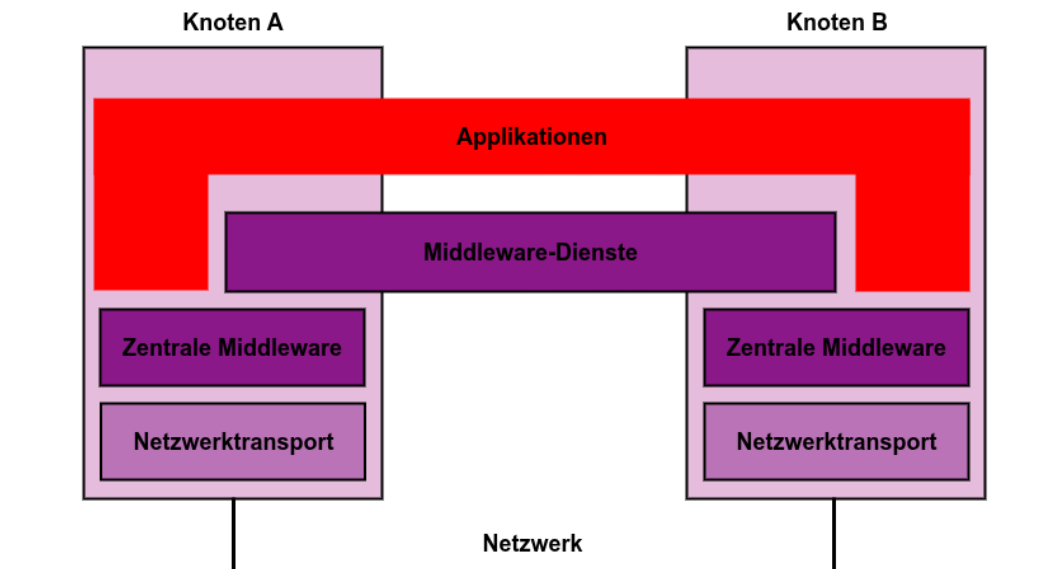 Knoten A
Knoten B
Applikationen
Middleware-Dienste
Zentrale Middleware
Zentrale Middleware
Netzwerktransport
Netzwerktransport
Netzwerk